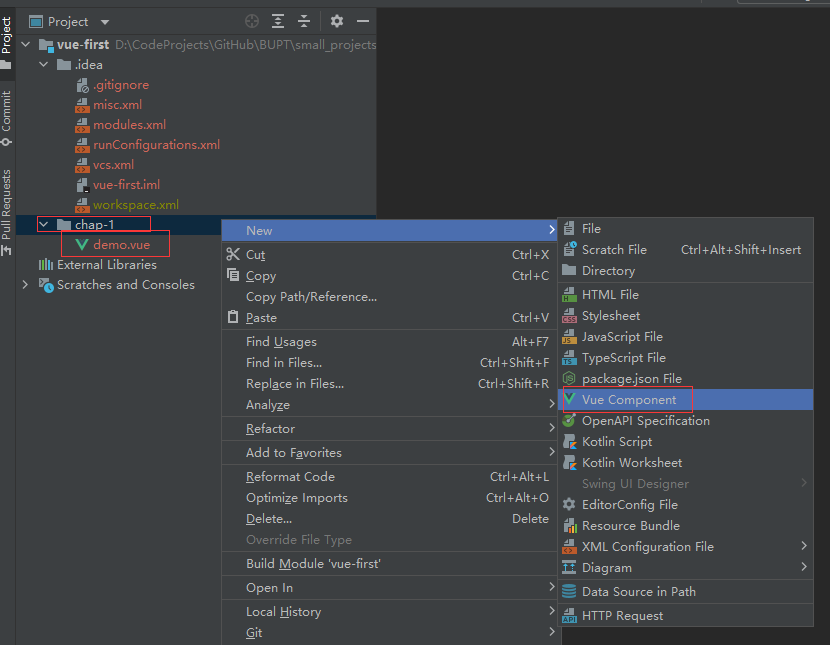 Project
vue-first D:\CodeProjects\GitHub\BUPT\small_projects
.idea
.gitignore
misc.xml
modules.xml
runConfigurations.xml
vcs.xml
vue-first.iml
workspace.xml
chap-1
demo.vue
External Libraries
Scratches and Consoles
Project
Commit
Pull Requests
New
Cut Ctrl+X
Copy Ctrl+C
Copy Path/Reference...
Paste Ctrl+V
Find Usages Alt+F7
Find in Files... Ctrl+Shift+F
Replace in Files... Ctrl+Shift+R
Analyze
Refactor
Add to Favorites
Reformat Code Ctrl+Alt+L
Optimize Imports Ctrl+Alt+O
Delete... Delete
Override File Type
Build Module 'vue-first'
Open In
Local History
Git
File
Scratch File Ctrl+Alt+Shift+Insert
Directory
HTML File
Stylesheet
JavaScript File
TypeScript File
package.json File
Vue Component
OpenAPI Specification
Kotlin Script
Kotlin Worksheet
Swing UI Designer
EditorConfig File
Resource Bundle
XML Configuration File
Diagram
Data Source in Path
HTTP Request